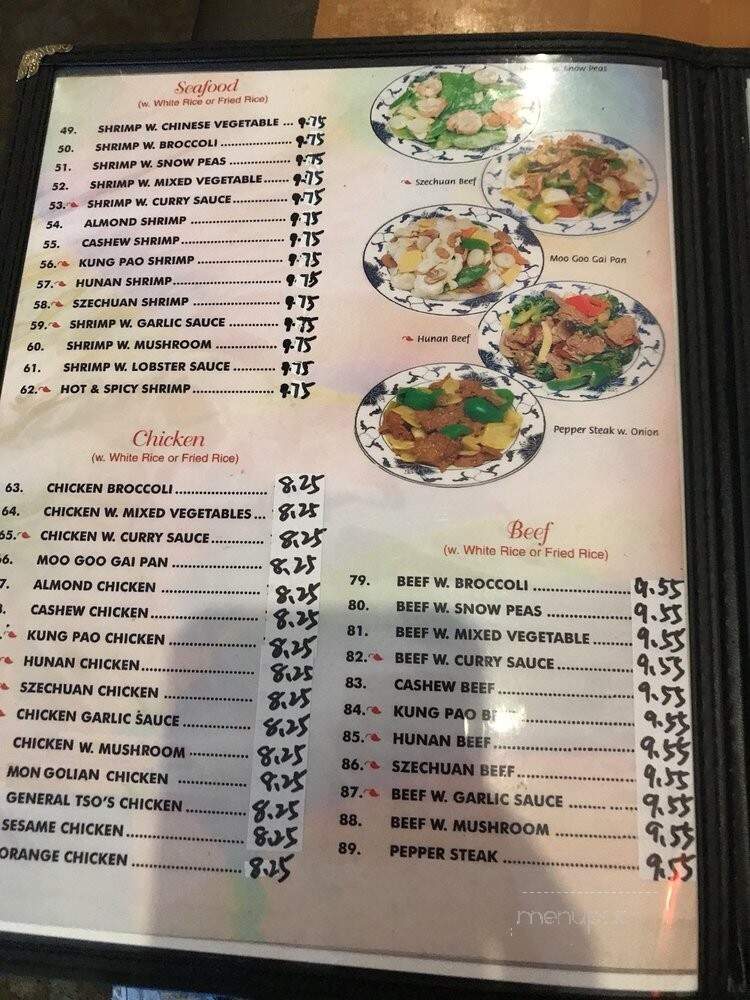 Seafood
(w. White Rice or Fried Rice)
49. SHRIMP W. CHINESE VEGETABLE ... 9.75
50. SHRIMP W. BROCCOLI ........ 9.75
51. SHRIMP W. SNOW PEAS ........ 9.75
52. SHRIMP W. MIXED VEGETABLE ....... 9.75
53. SHRIMP W. CURRY SAUCE ........ 9.75
54. ALMOND SHRIMP ........ 9.75
55. CASHEW SHRIMP ........ 9.75
56. KUNG PAO SHRIMP ........ 9.75
57. HUNAN SHRIMP ........ 9.75
58. SZECHUAN SHRIMP ........ 9.75
59. SHRIMP W. GARLIC SAUCE ........ 9.75
60. SHRIMP W. MUSHROOM ........ 9.75
61. SHRIMP W. LOBSTER SAUCE ........ 9.75
62. HOT & SPICY SHRIMP ........ 9.75
Chicken
(w. White Rice or Fried Rice)
63. CHICKEN BROCCOLI ........ 8.25
64. CHICKEN W. MIXED VEGETABLES ... 8.25
65. CHICKEN W. CURRY SAUCE ........ 8.25
66. MOO GOO GAI PAN ........ 8.25
7. ALMOND CHICKEN ........ 8.25
CASHEW CHICKEN ........ 8.25
KUNG PAO CHICKEN ........ 8.25
HUNAN CHICKEN ........ 8.25
SZECHUAN CHICKEN ........ 8.25
CHICKEN GARLIC SAUCE ........ 8.25
CHICKEN W. MUSHROOM ........ 8.25
MONGOLIAN CHICKEN ........ 8.25
GENERAL TSO'S CHICKEN ........ 8.25
SESAME CHICKEN ........ 8.25
ORANGE CHICKEN ........ 8.25
w. Snow Peas
Szechuan Beef
Moo Goo Gai Pan
Hunan Beef
Pepper Steak w. Onion
Beef
(w. White Rice or Fried Rice)
79. BEEF W. BROCCOLI ........ 9.55
80. BEEF W. SNOW PEAS ........ 9.55
81. BEEF W. MIXED VEGETABLE ........ 9.55
82. BEEF W. CURRY SAUCE ........ 9.55
83. CASHEW BEEF ........ 9.55
84. KUNG PAO ........ 9.55
85. HUNAN BEEF ........ 9.55
86. SZECHUAN BEEF ........ 9.55
87. BEEF W. GARLIC SAUCE ........ 9.55
88. BEEF W. MUSHROOM ........ 9.55
89. PEPPER STEAK ........ 9.55